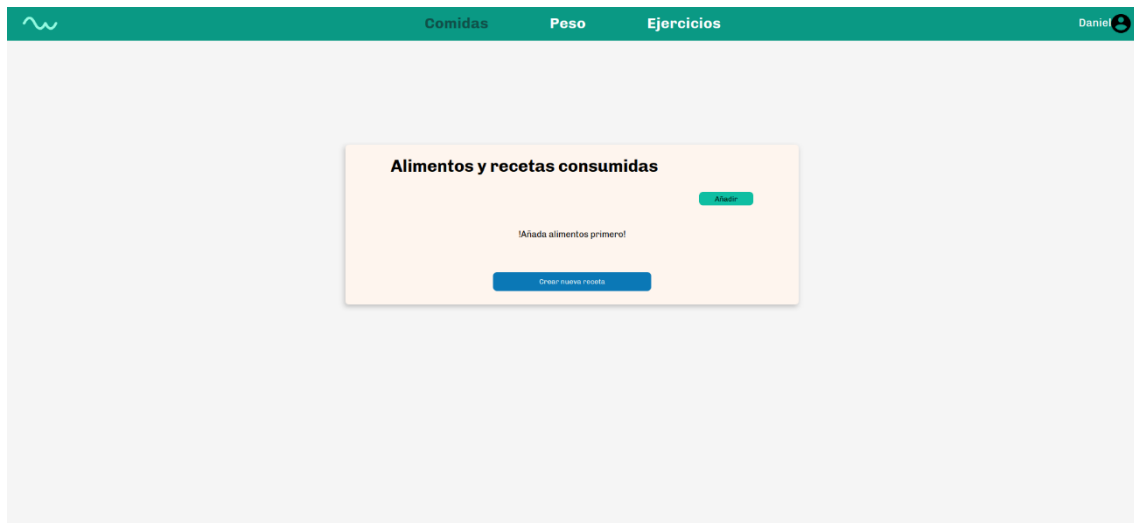 Comidas Peso Ejercicios Daniel
Alimentos y recetas consumidas
Añadir
!Añada alimentos primero!
Crear nueva receta